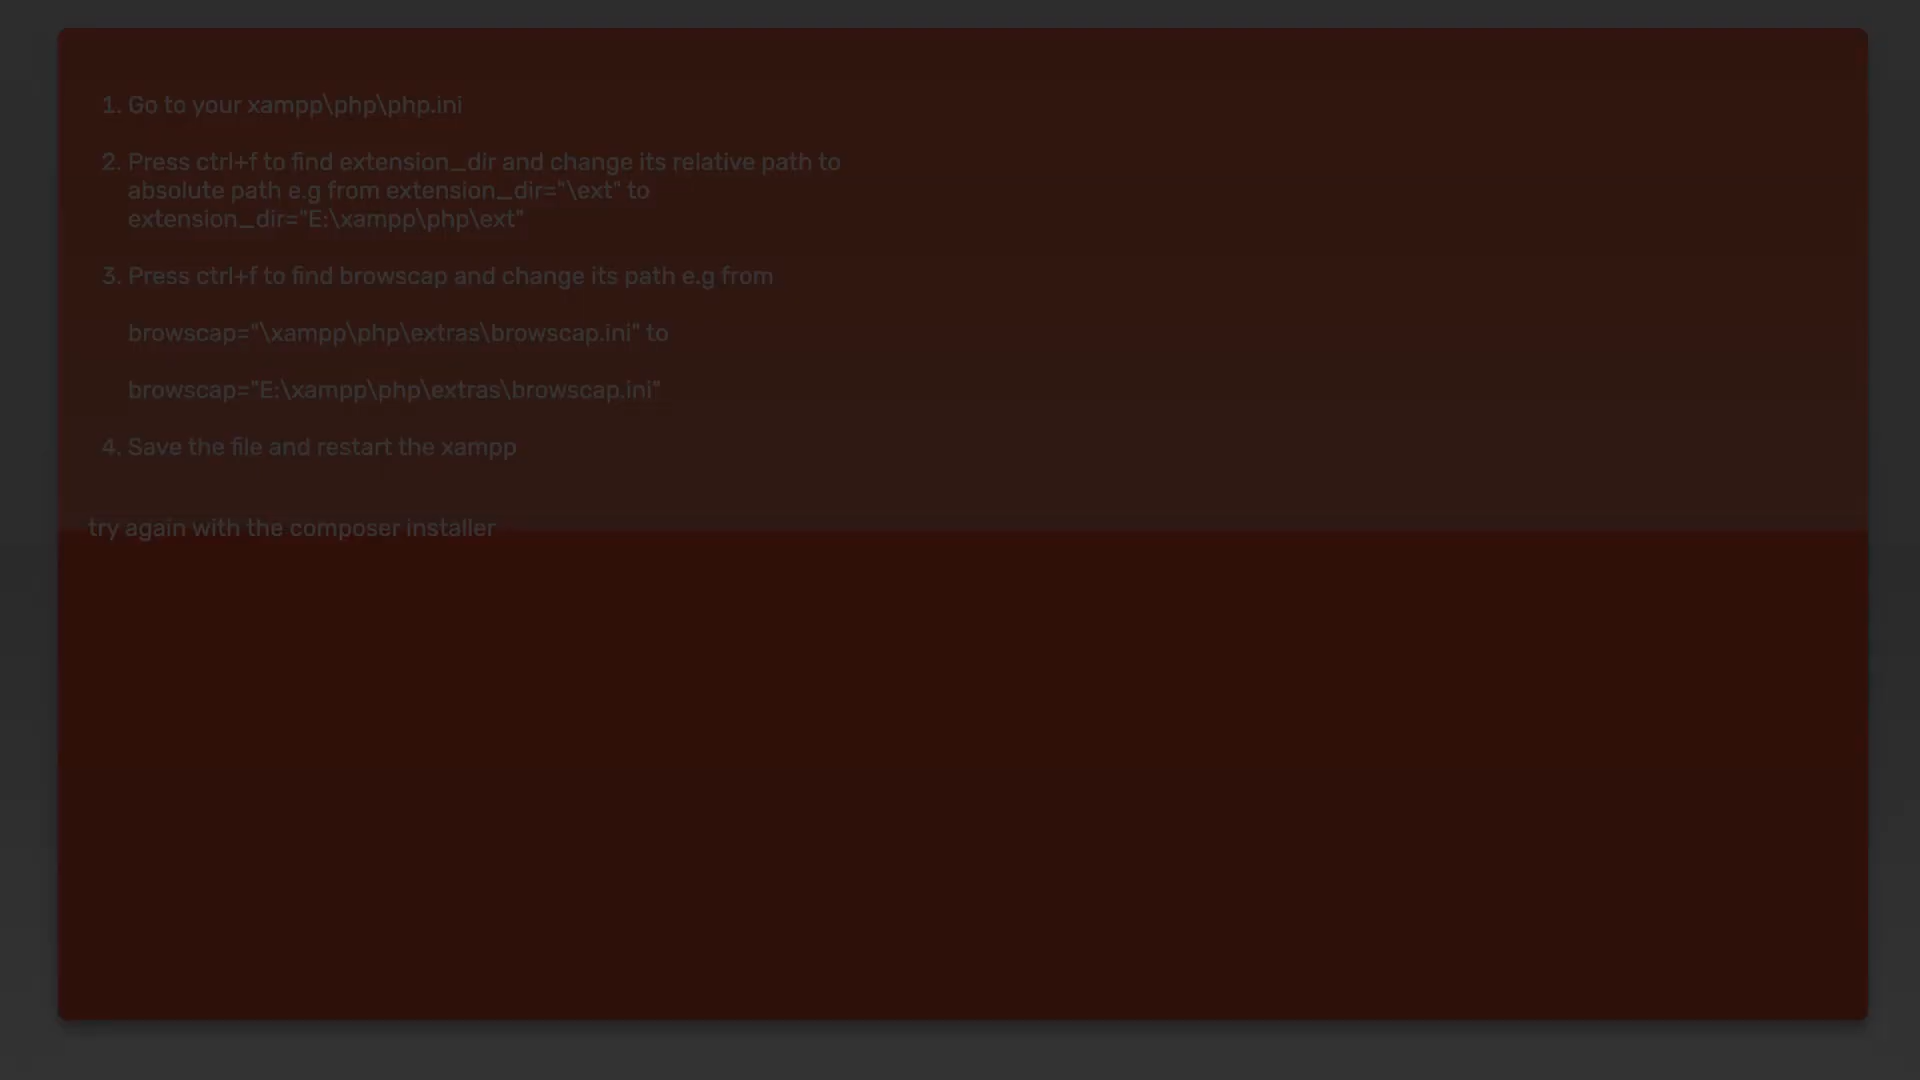 1. Go to your xampp\php\php.ini
2. Press ctrl+f to find extension_dir and change its relative path to
absolute path e.g from extension_dir="\ext" to
extension_dir="E:\xampp\php\ext"
3. Press ctrl+f to find browscap and change its path e.g from
browscap="\xampp\php\extras\browscap.ini" to
browscap="E:\xampp\php\extras\browscap.ini"
4. Save the file and restart the xampp
try again with the composer installer